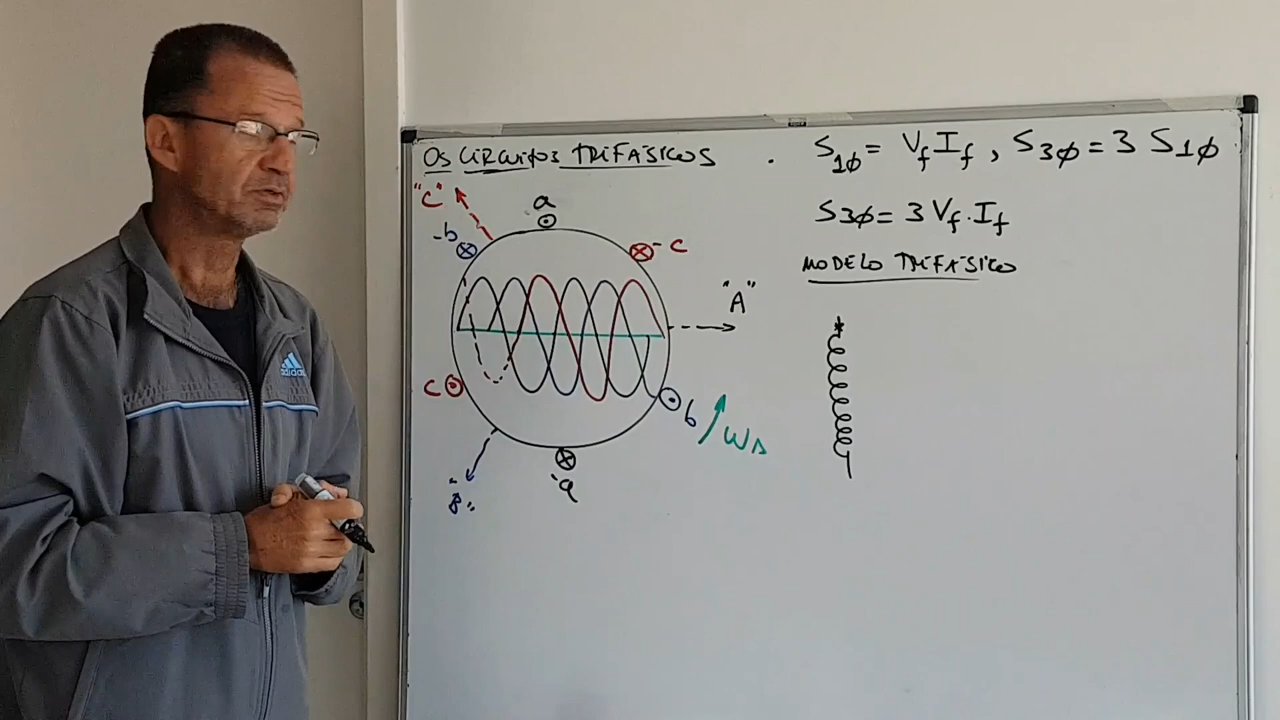 OS CIRCUITOS TRIFÁSICOS
. S1φ = Vf If , S3φ = 3 S1φ
S3φ = 3 Vf . If
MODELO TRIFÁSICO
"C"
a
-b
- c
"A"
c
b
ωs
-a
"B"
adidas